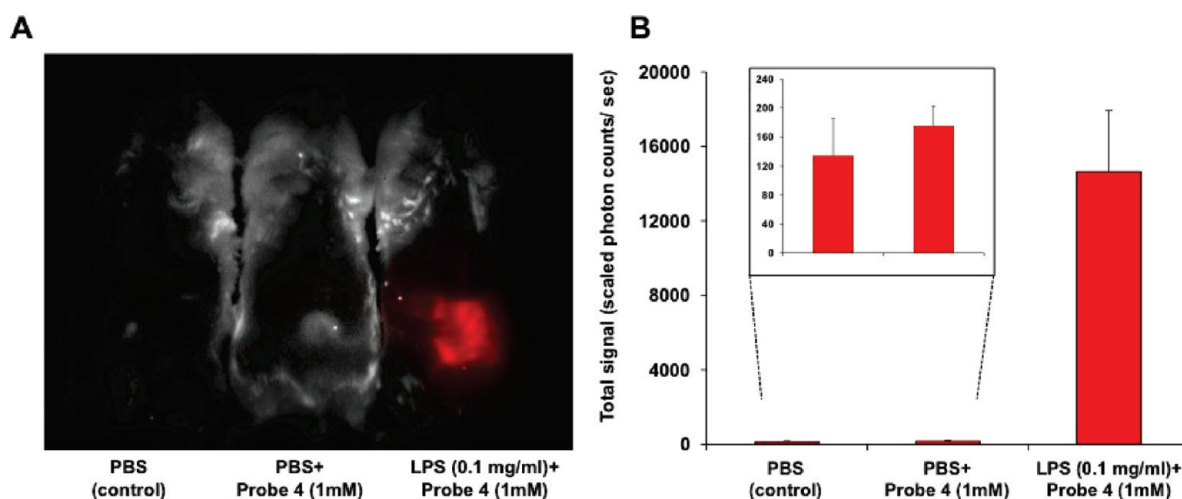 A
PBS
(control)
PBS+
Probe 4 (1mM)
LPS (0.1 mg/ml)+
Probe 4 (1mM)
B
Total signal (scaled photon counts/ sec)
20000
16000
12000
8000
4000
0
240
200
160
120
80
40
0
PBS
(control)
PBS+
Probe 4 (1mM)
LPS (0.1 mg/ml)+
Probe 4 (1mM)